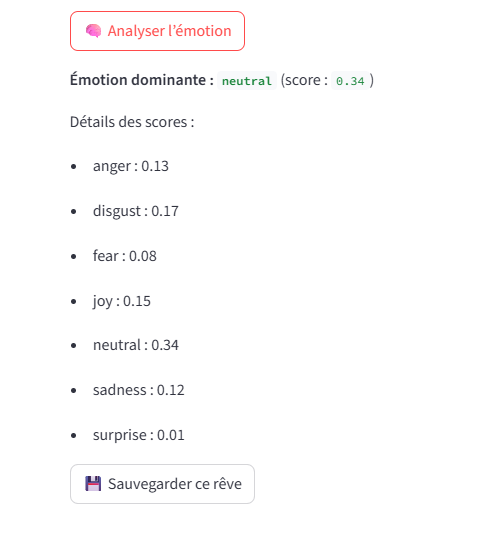 🧠 Analyser l’émotion
Émotion dominante : neutral (score : 0.34 )
Détails des scores :
• anger : 0.13
• disgust : 0.17
• fear : 0.08
• joy : 0.15
• neutral : 0.34
• sadness : 0.12
• surprise : 0.01
💾 Sauvegarder ce rêve